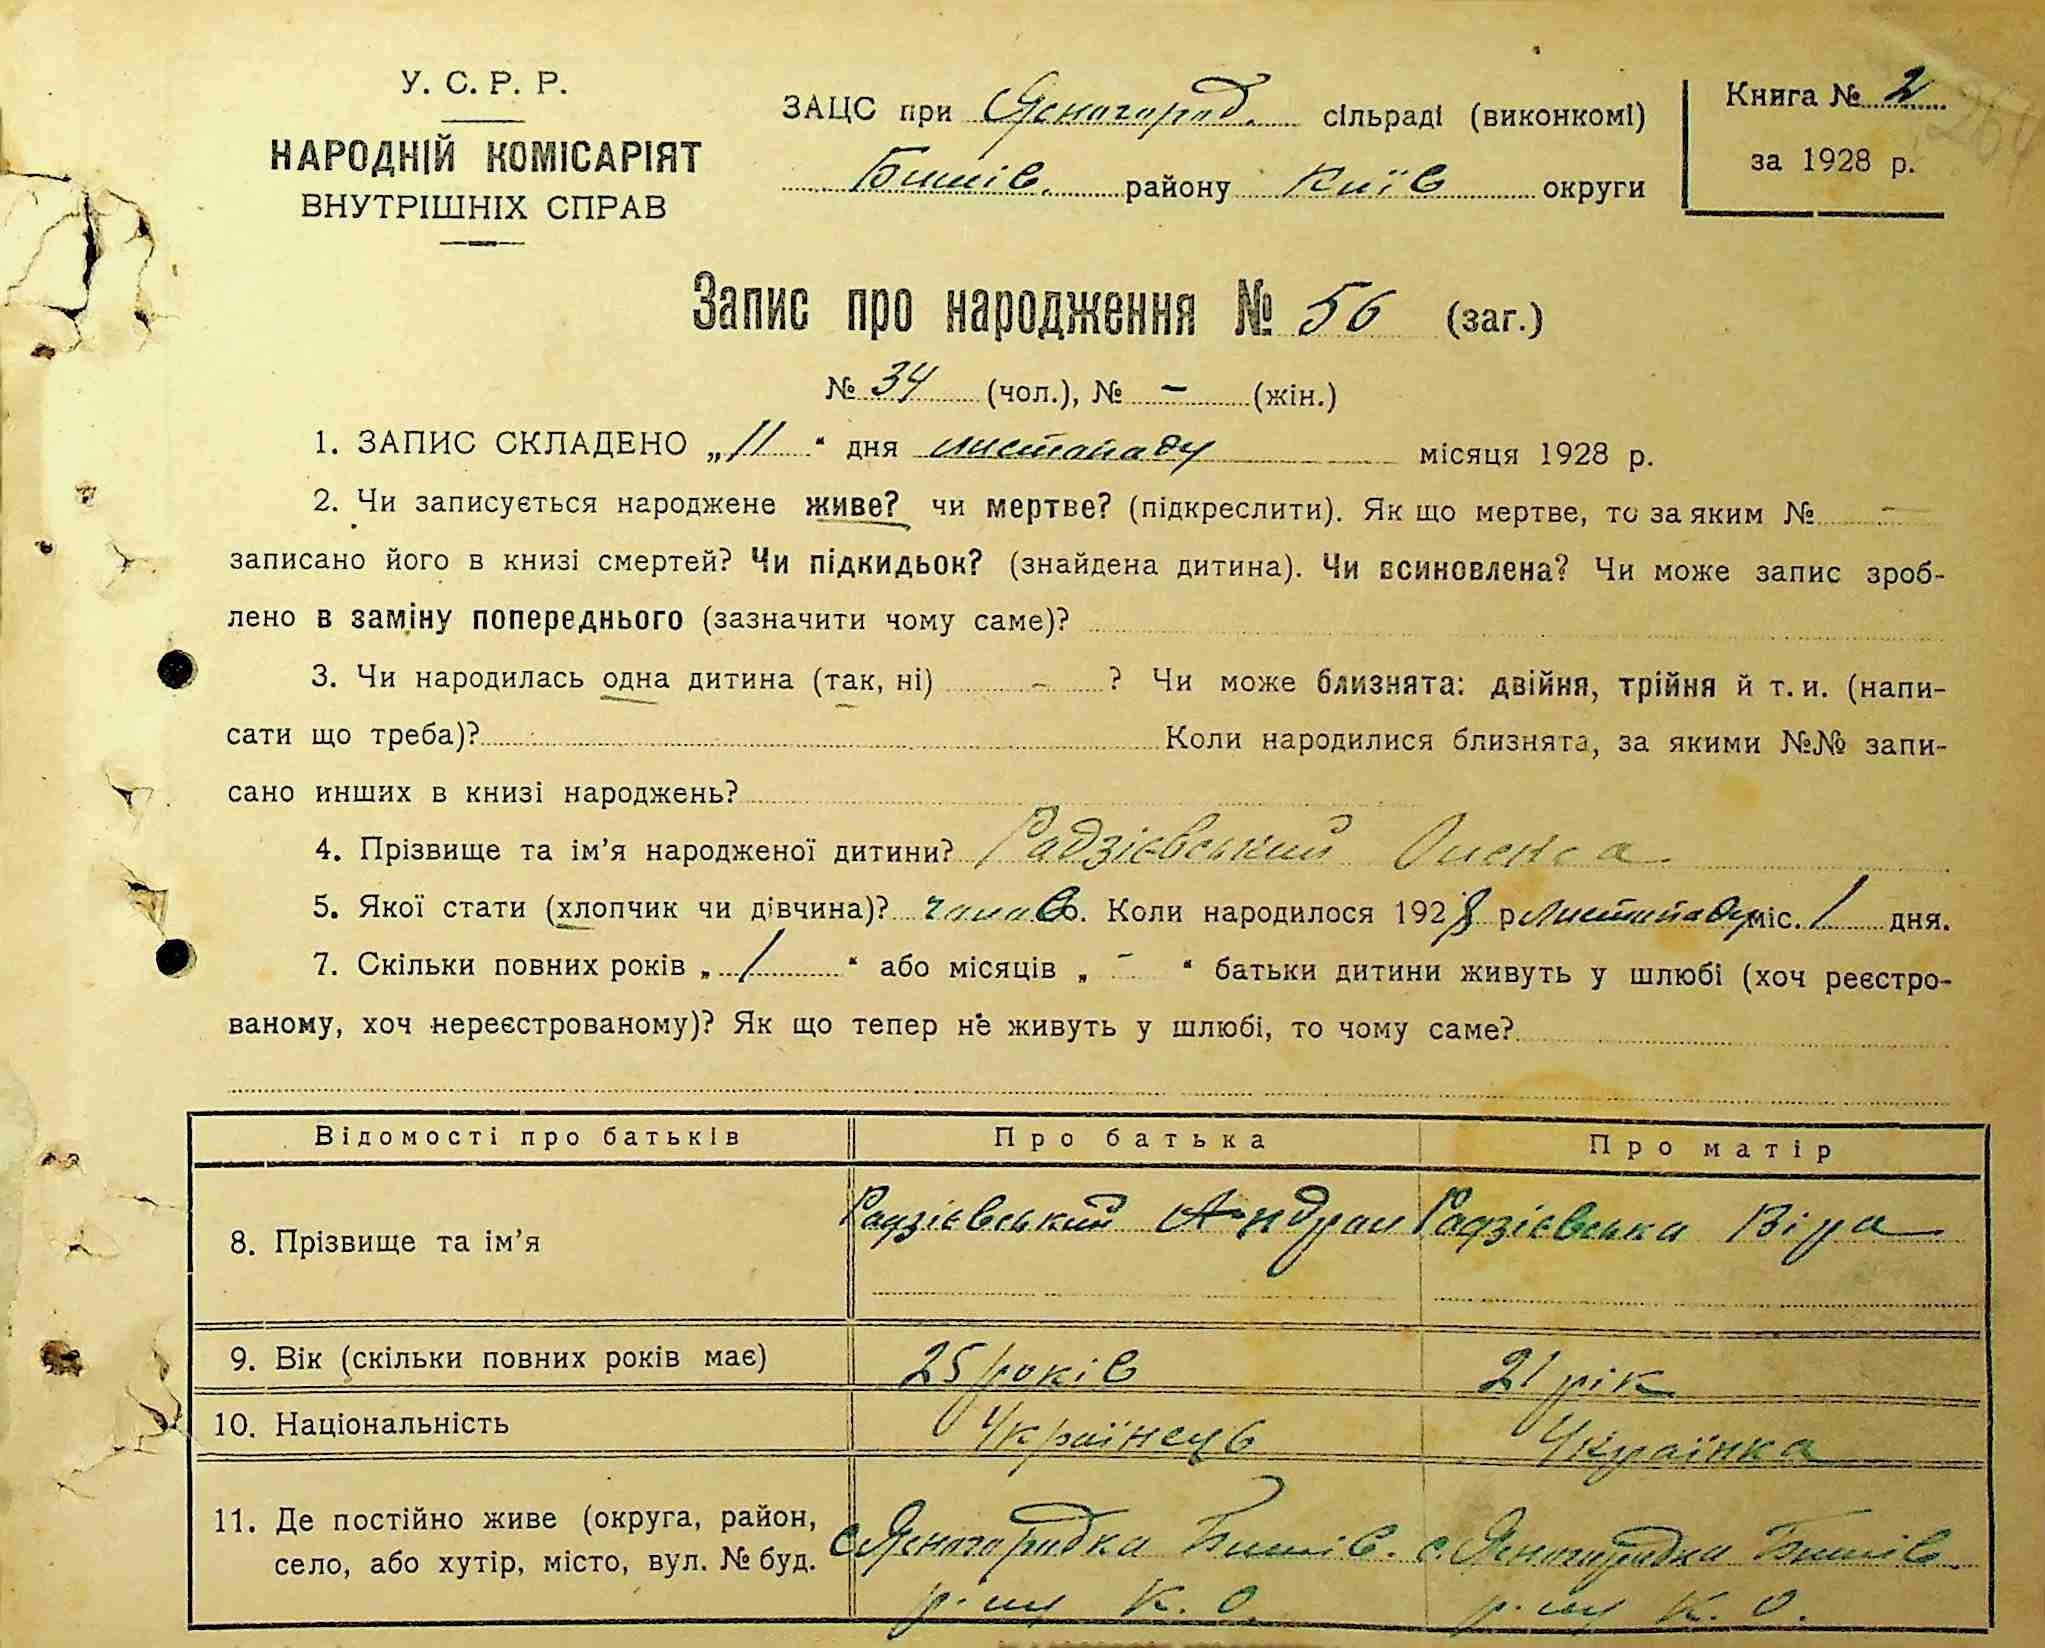 У. С. Р. Р.
НАРОДНІЙ КОМІСАРІЯТ
ВНУТРІШНІХ СПРАВ
ЗАЦС при Ясногород. сільраді (виконкомі)
Бишів. району Київ округи
Книга № 2
за 1928 р.
264
Запис про народження № 56 (заг.)
№ 34 (чол.), № – (жін.)
1. ЗАПИС СКЛАДЕНО „11“ дня листопаду місяця 1928 р.
2. Чи записується народжене живе? чи мертве? (підкреслити). Як що мертве, то за яким № –
записано його в книзі смертей? Чи підкидьок? (знайдена дитина). Чи всиновлена? Чи може запис зроб-
лено в заміну попереднього (зазначити чому саме)?
3. Чи народилась одна дитина (так, ні) – ? Чи може близнята: двійня, трійня й т. и. (напи-
сати що треба)? Коли народилися близнята, за якими №№ запи-
сано инших в книзі народжень?
4. Прізвище та ім’я народженої дитини? Радзієвський
5. Якої стати (хлопчик чи дівчина)? чолов. Коли народилося 1928 р листопаду міс. 1 дня.
7. Скільки повних років „ 1 “ або місяців „ – “ батьки дитини живуть у шлюбі (хоч реєстро-
ваному, хоч нереєстрованому)? Як що тепер не живуть у шлюбі, то чому саме?
Відомості про батьків Про батька Про матір
8. Прізвище та ім’я Радзієвський Радзієвська Віра
9. Вік (скільки повних років має) 25 років 21 рік
10. Національність Українець Українка
11. Де постійно живе (округа, район, с. Ясногородка Бишів. с. Ясногородка Бишів
село, або хутір, місто, вул. № буд. р-ну К. О. р-ну К. О.